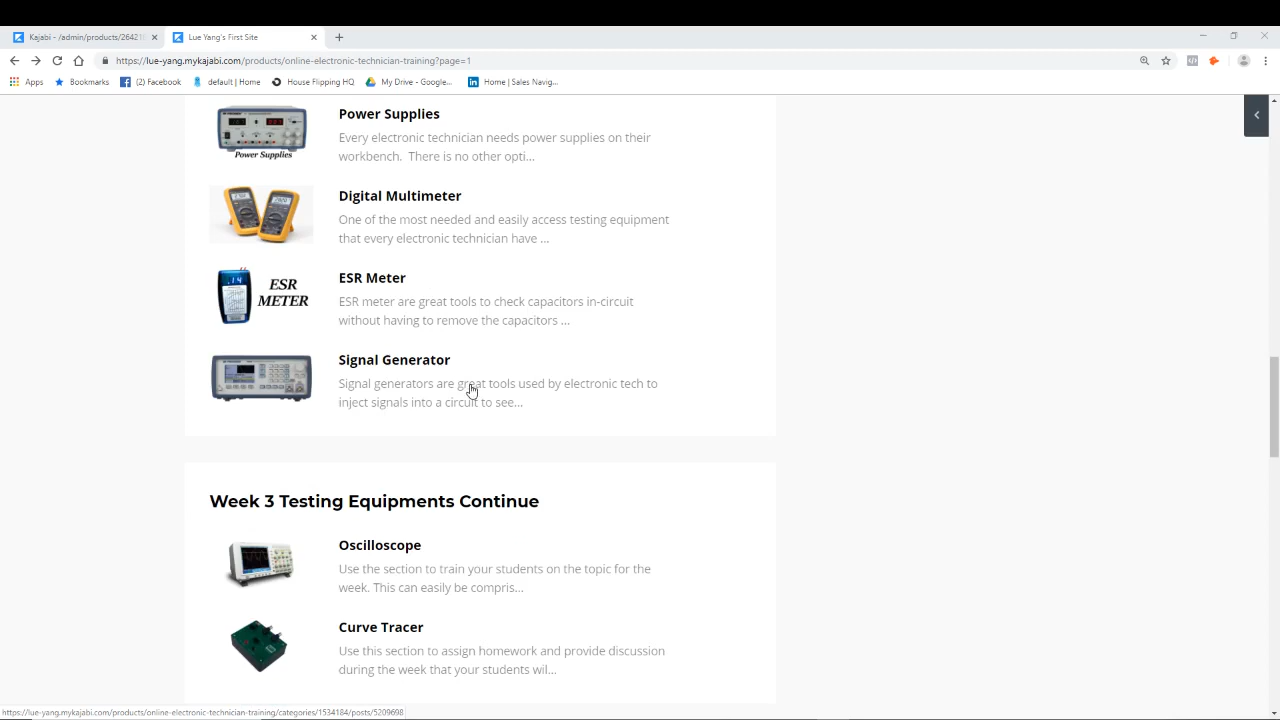 Kajabi - /admin/products/26421
Lue Yang's First Site
https://lue-yang.mykajabi.com/products/online-electronic-technician-training?page=1
Apps
Bookmarks
(2) Facebook
default | Home
House Flipping HQ
My Drive - Google...
Home | Sales Navig...
Power Supplies
Power Supplies
Every electronic technician needs power supplies on their
workbench. There is no other opti...
Digital Multimeter
One of the most needed and easily access testing equipment
that every electronic technician have ...
ESR
METER
ESR Meter
ESR meter are great tools to check capacitors in-circuit
without having to remove the capacitors ...
Signal Generator
Signal generators are great tools used by electronic tech to
inject signals into a circuit to see...
Week 3 Testing Equipments Continue
Oscilloscope
Use the section to train your students on the topic for the
week. This can easily be compris...
Curve Tracer
Use this section to assign homework and provide discussion
during the week that your students wil...
https://lue-yang.mykajabi.com/products/online-electronic-technician-training/categories/1534184/posts/5209698